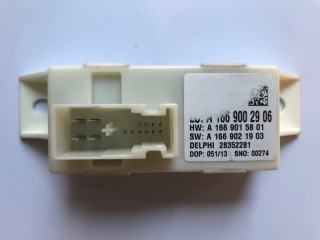 ZG: A 166 900 29 06
HW: A 166 901 58 01
SW: A 166 902 19 03
DELPHI 28352281
DOP: 051/13 SNO: 00274